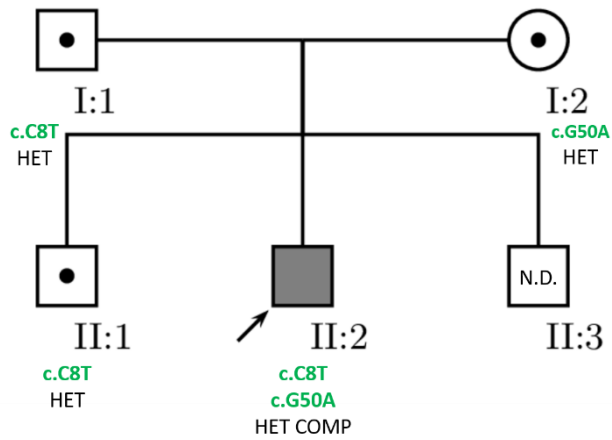 I:1
I:2
c.C8T
HET
c.G50A
HET
N.D.
II:1
II:2
II:3
c.C8T
HET
c.C8T
c.G50A
HET COMP